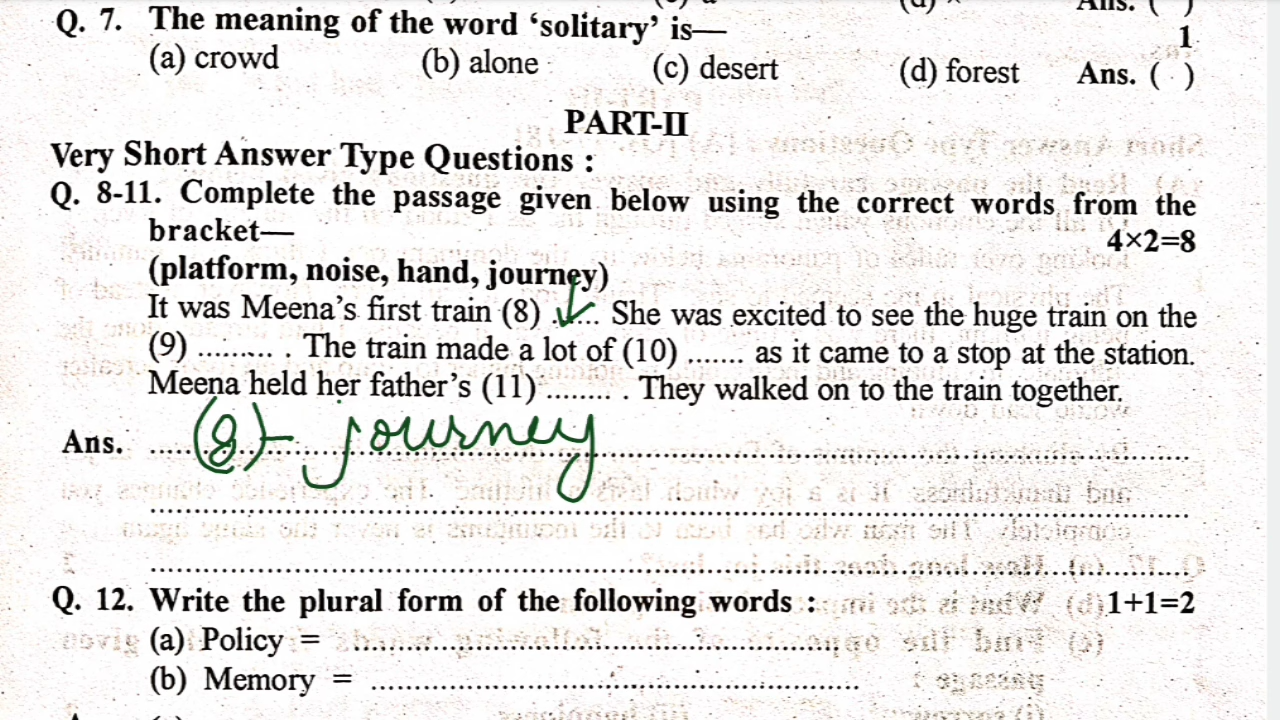 Q. 7. The meaning of the word ‘solitary’ is—
1
(a) crowd (b) alone (c) desert (d) forest Ans. ( )
PART-II
Very Short Answer Type Questions :
Q. 8-11. Complete the passage given below using the correct words from the
bracket— 4×2=8
(platform, noise, hand, journey)
It was Meena’s first train (8) ........ She was excited to see the huge train on the
(9) .......... . The train made a lot of (10) ....... as it came to a stop at the station.
Meena held her father’s (11) ........ . They walked on to the train together.
Ans. (8)- journey
Q. 12. Write the plural form of the following words : 1+1=2
(a) Policy = ..........................................................
(b) Memory = ..........................................................